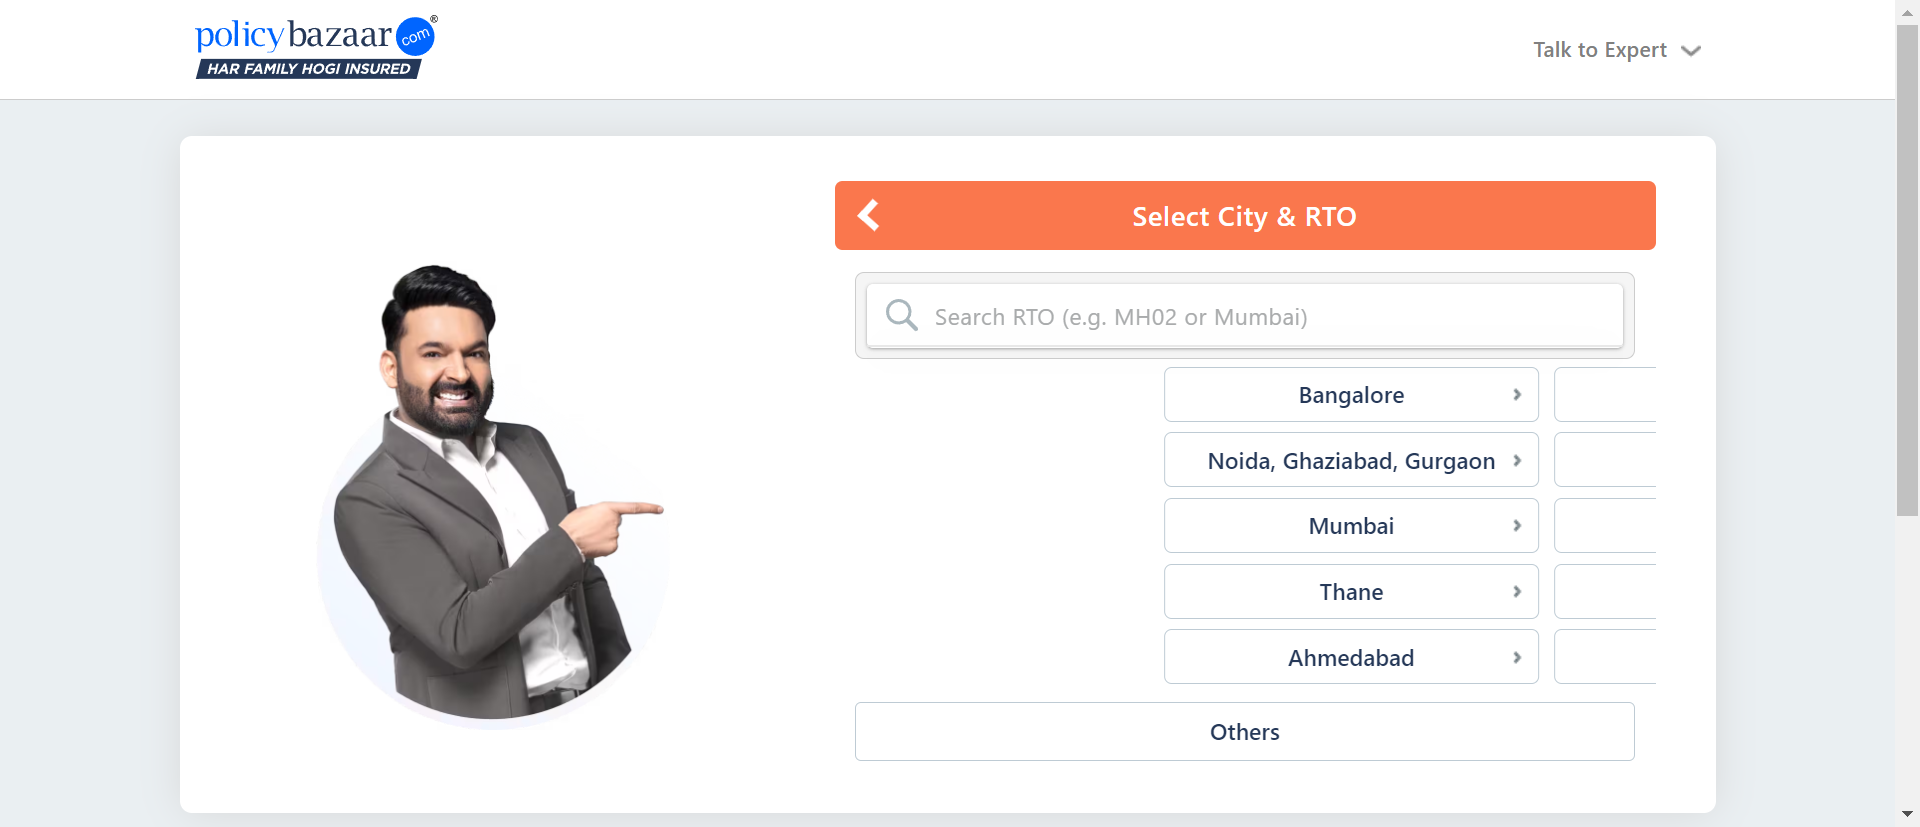 policybazaar com ®
HAR FAMILY HOGI INSURED
Talk to Expert
Select City & RTO
Search RTO (e.g. MH02 or Mumbai)
Bangalore
Noida, Ghaziabad, Gurgaon
Mumbai
Thane
Ahmedabad
Others